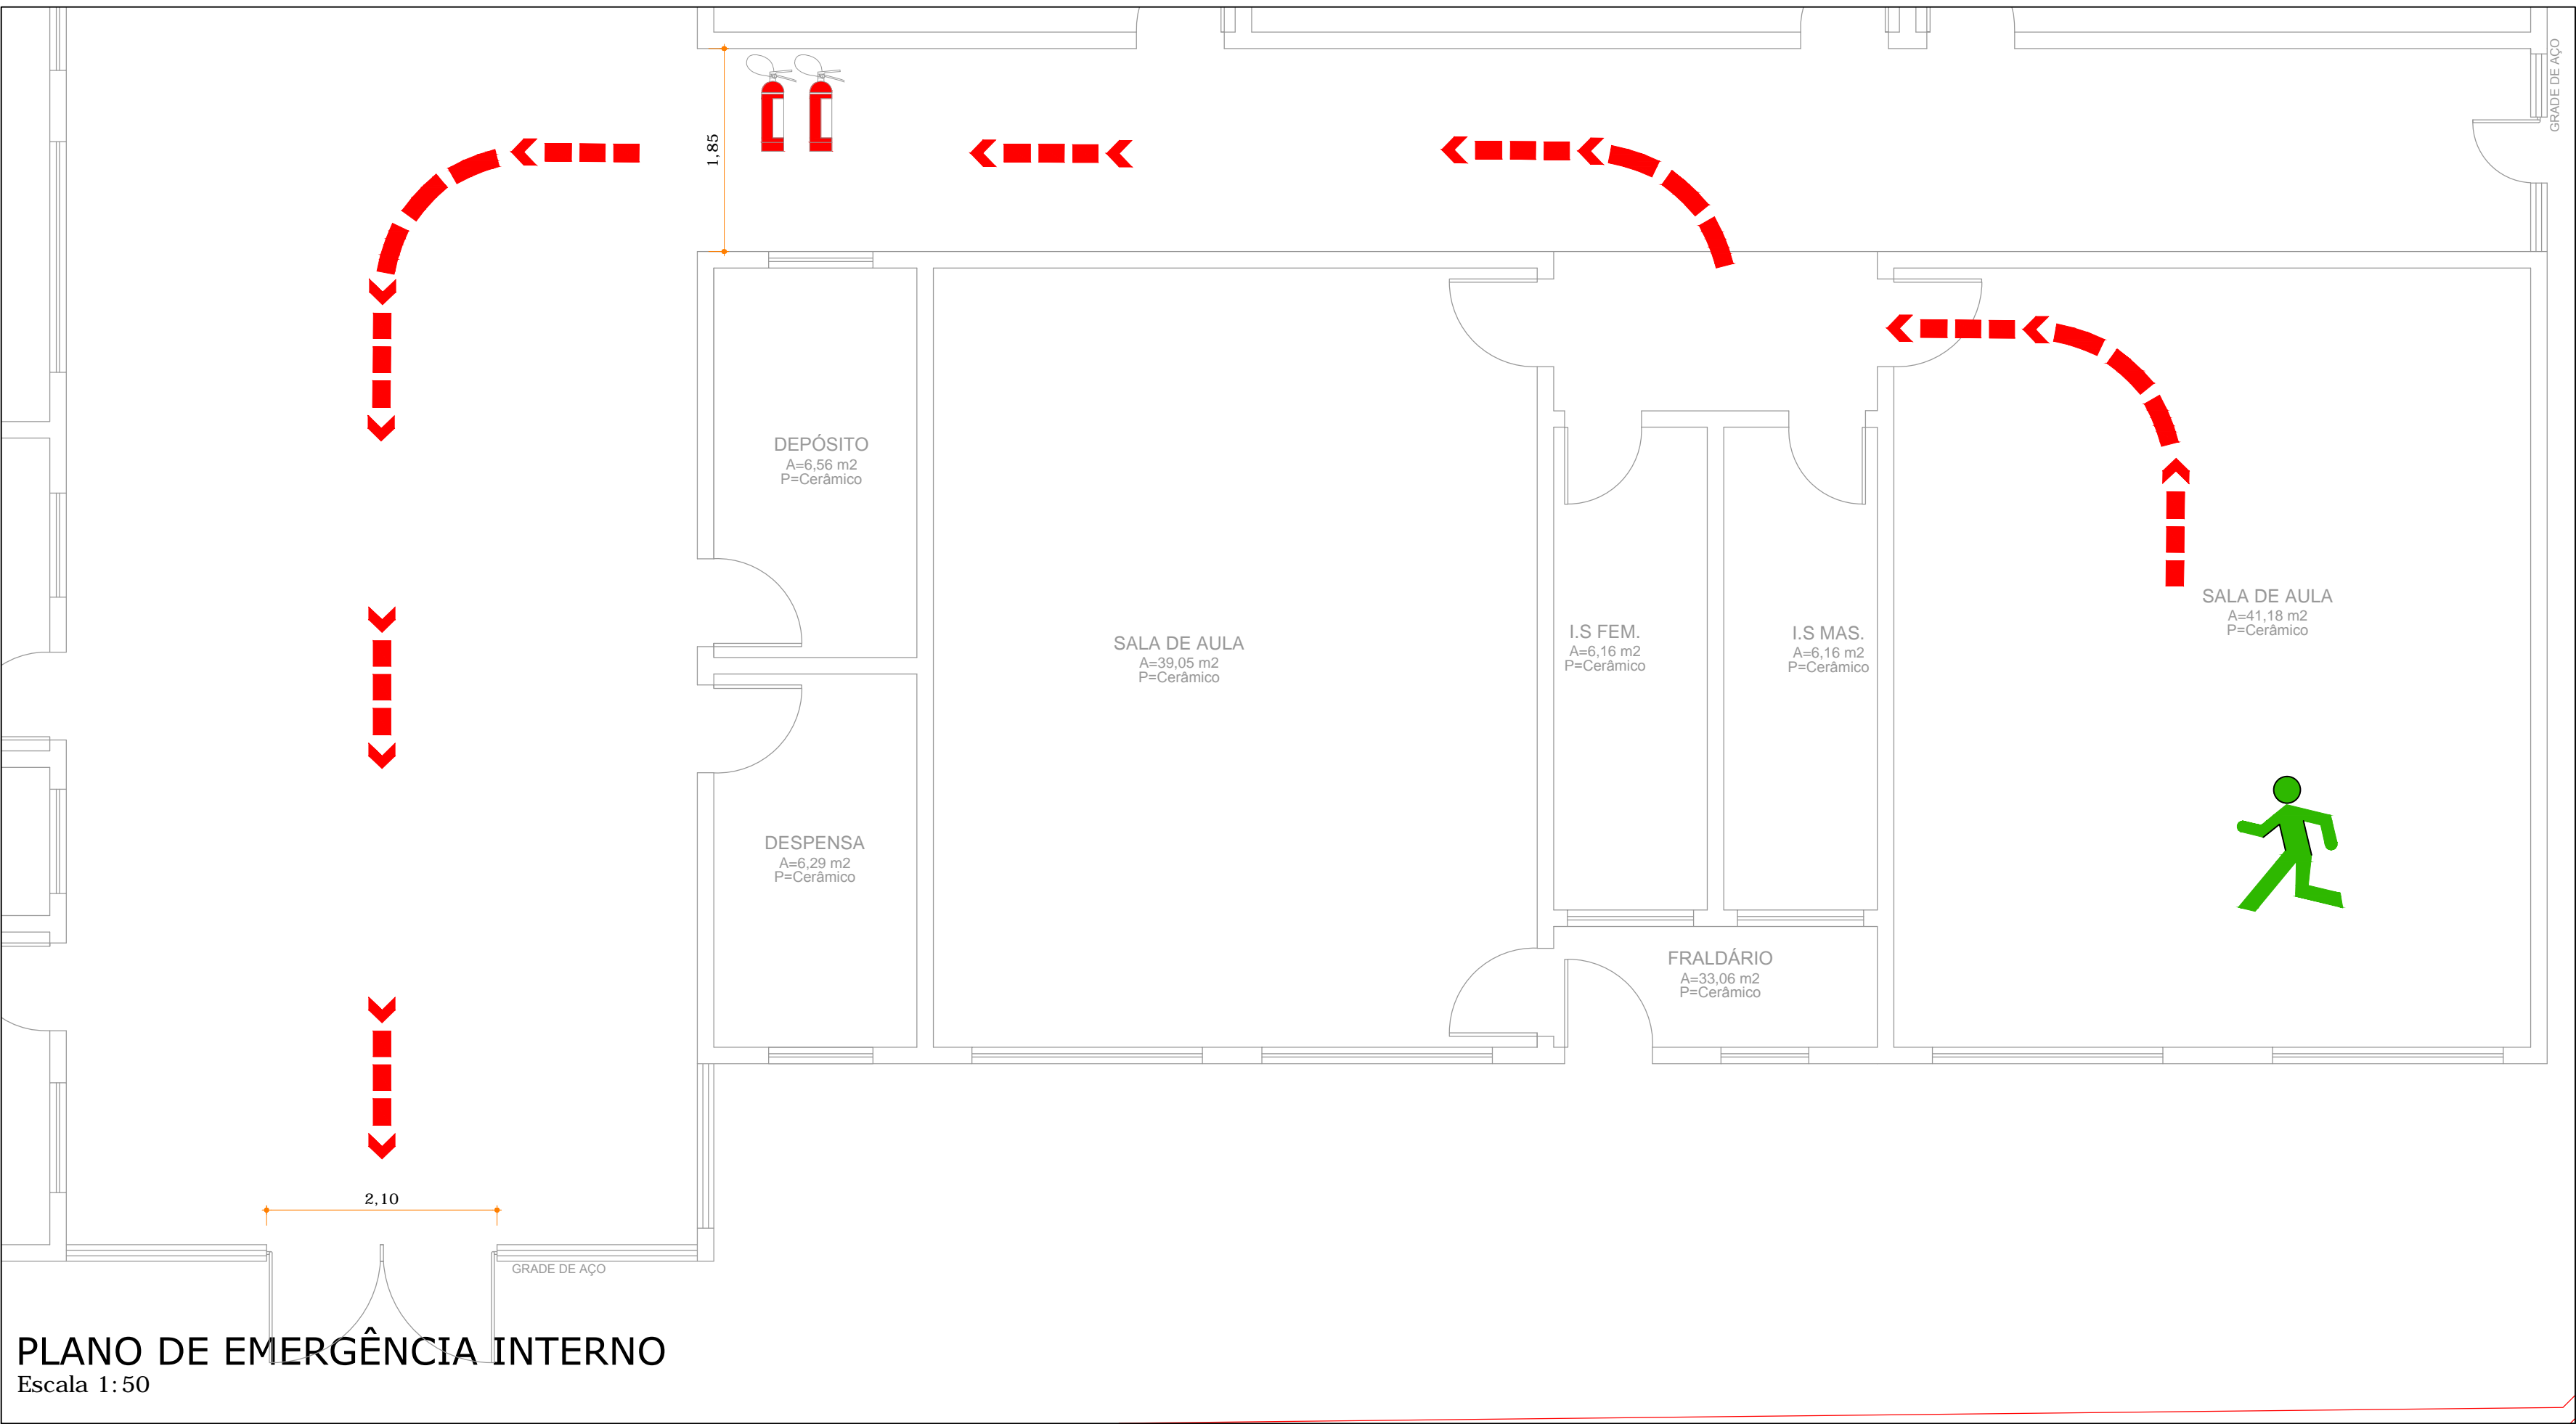 GRADE DE AÇO
1,85
DEPÓSITO
A=6,56 m2
P=Cerâmico
SALA DE AULA
A=41,18 m2
P=Cerâmico
I.S FEM.
A=6,16 m2
P=Cerâmico
I.S MAS.
A=6,16 m2
P=Cerâmico
SALA DE AULA
A=39,05 m2
P=Cerâmico
DESPENSA
A=6,29 m2
P=Cerâmico
FRALDÁRIO
A=33,06 m2
P=Cerâmico
2,10
GRADE DE AÇO
PLANO DE EMERGÊNCIA INTERNO
Escala 1:50